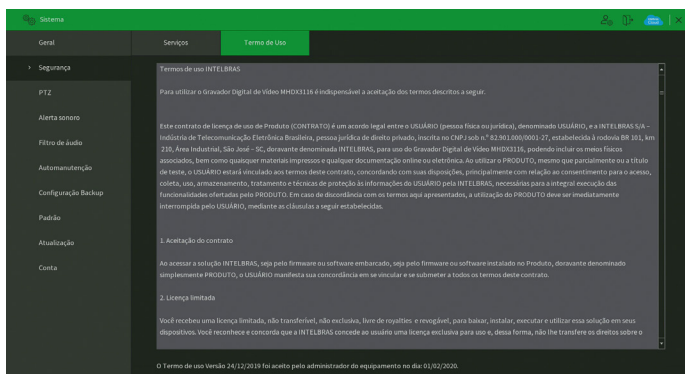 Sistema
Geral
Serviços
Termo de Uso
Segurança
PTZ
Alerta sonoro
Filtro de áudio
Automanutenção
Configuração Backup
Padrão
Atualização
Conta
Termos de uso INTELBRAS
Para utilizar o Gravador Digital de Vídeo MHDX3116 é indispensável a aceitação dos termos descritos a seguir.
Este contrato de licença de uso de Produto (CONTRATO) é um acordo legal entre o USUÁRIO (pessoa física ou jurídica), denominado USUÁRIO, e a INTELBRAS S/A –
Indústria de Telecomunicação Eletrônica Brasileira, pessoa jurídica de direito privado, inscrita no CNPJ sob n.º 82.901.000/0001-27, estabelecida à rodovia BR 101, km
210, Área Industrial, São José – SC, doravante denominada INTELBRAS, para uso do Gravador Digital de Vídeo MHDX3116, podendo incluir os meios físicos
associados, bem como quaisquer materiais impressos e qualquer documentação online ou eletrônica. Ao utilizar o PRODUTO, mesmo que parcialmente ou a título
de teste, o USUÁRIO estará vinculado aos termos deste contrato, concordando com suas disposições, principalmente com relação ao consentimento para o acesso,
coleta, uso, armazenamento, tratamento e técnicas de proteção às informações do USUÁRIO pela INTELBRAS, necessárias para a integral execução das
funcionalidades ofertadas pelo PRODUTO. Em caso de discordância com os termos aqui apresentados, a utilização do PRODUTO deve ser imediatamente
interrompida pelo USUÁRIO, mediante as cláusulas a seguir estabelecidas.
1. Aceitação do contrato
Ao acessar a solução INTELBRAS, seja pelo firmware ou software embarcado, seja pelo firmware ou software instalado no Produto, doravante denominado
simplesmente PRODUTO, o USUÁRIO manifesta sua concordância em se vincular e se submeter a todos os termos deste contrato.
2. Licença limitada
Você recebeu uma licença limitada, não transferível, não exclusiva, livre de royalties e revogável, para baixar, instalar, executar e utilizar essa solução em seus
dispositivos. Você reconhece e concorda que a INTELBRAS concede ao usuário uma licença exclusiva para uso e, dessa forma, não lhe transfere os direitos sobre o
O Termo de uso Versão 24/12/2019 foi aceito pelo administrador do equipamento no dia: 01/02/2020.